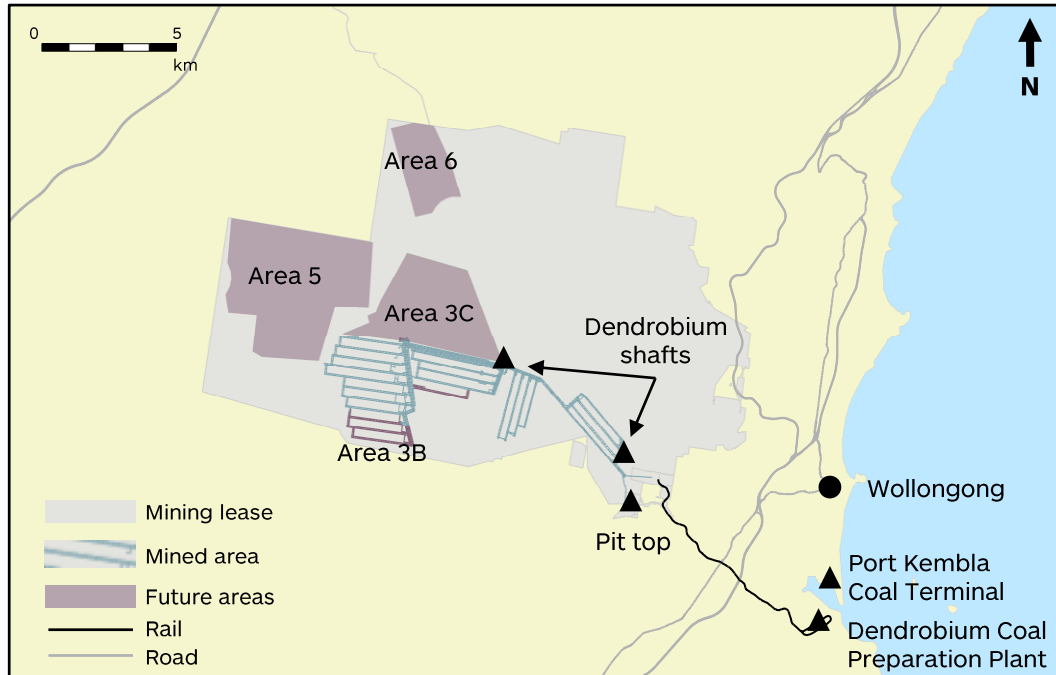 0
5
km
N
Area 6
Area 5
Area 3C
Dendrobium
shafts
Area 3B
Wollongong
Pit top
Port Kembla
Coal Terminal
Dendrobium Coal
Preparation Plant
Mining lease
Mined area
Future areas
Rail
Road